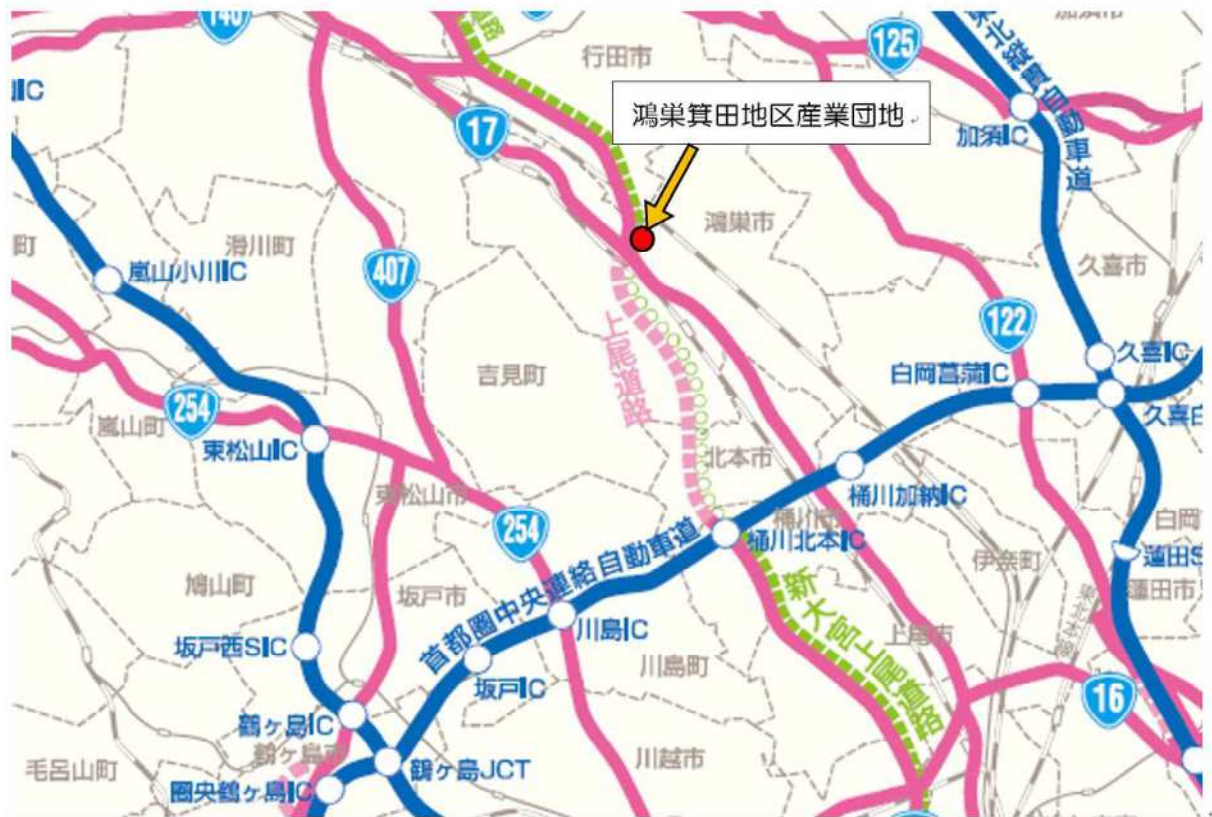 140
行田市
125
加須IC
鴻巣箕田地区産業団地
17
鴻巣市
滑川町
嵐山小川IC
407
久喜市
122
久喜IC
上尾道路
吉見町
白岡菖蒲IC
254
嵐山町
東松山IC
北本市
東松山市
桶川加納IC
254
桶川北本IC
首都圏中央連絡自動車道
伊奈町
鳩山町
坂戸市
新大宮上尾道路
上尾市
蓮田市
川島IC
坂戸西SIC
川島町
坂戸IC
16
鶴ヶ島IC
鶴ヶ島市
川越市
毛呂山町
鶴ヶ島JCT
圏央鶴ヶ島IC